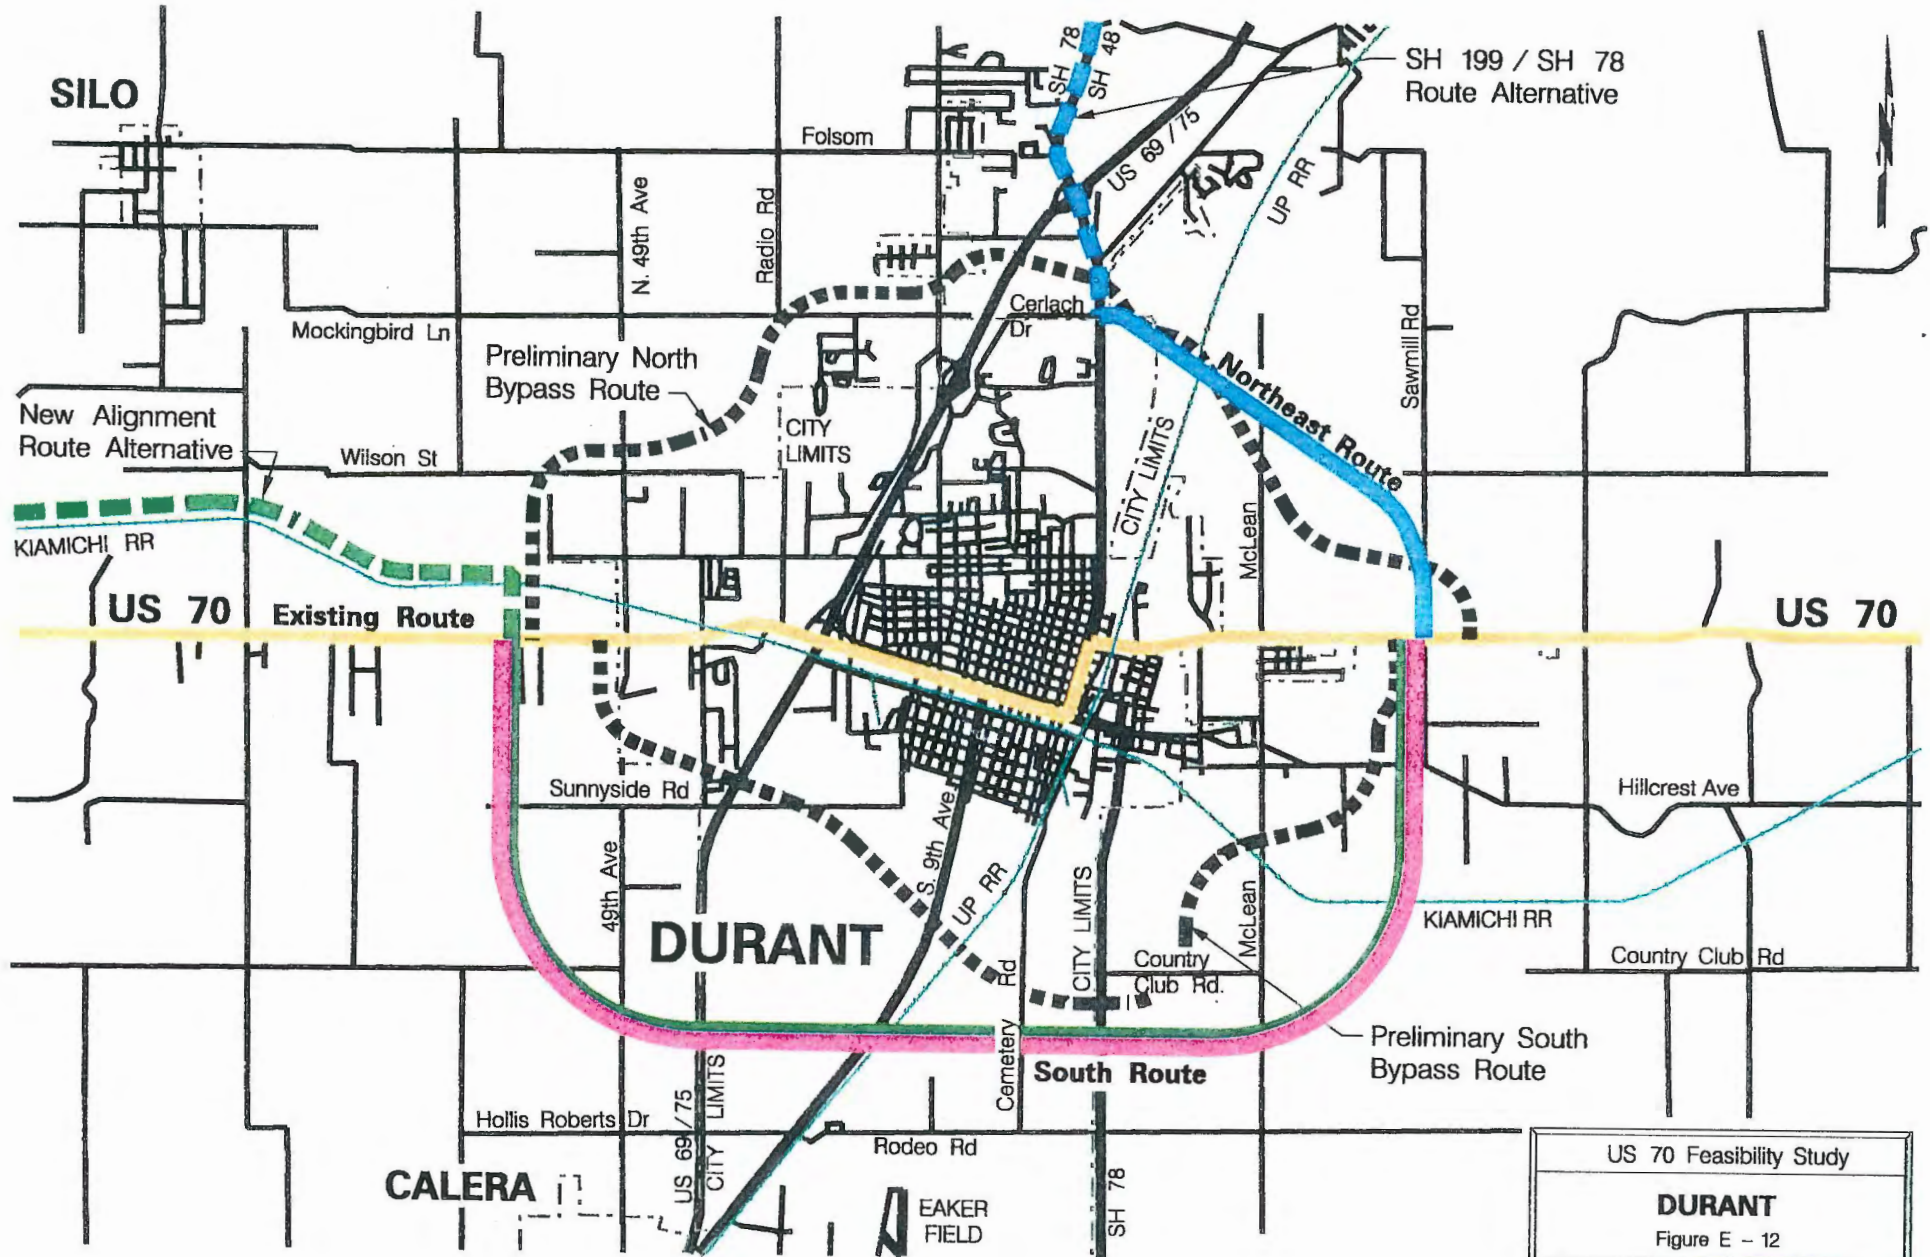 SILO
SH 78
SH 48
SH 199 / SH 78
Route Alternative
Folsom
US 69 / 75
UP RR
N. 49th Ave
Radio Rd
Mockingbird Ln
Cerlach
Dr
Sawmill Rd
Preliminary North
Bypass Route
Northeast Route
New Alignment
Route Alternative
Wilson St
CITY
LIMITS
CITY LIMITS
McLean
KIAMICHI RR
US 70
Existing Route
US 70
Sunnyside Rd
Hillcrest Ave
49th Ave
S. 9th Ave
UP RR
DURANT
CITY LIMITS
McLean
KIAMICHI RR
Country
Club Rd.
Country Club Rd
Cemetery Rd
Preliminary South
Bypass Route
South Route
Hollis Roberts Dr
US 69/75
CITY LIMITS
Rodeo Rd
CALERA
EAKER
FIELD
SH 78
US 70 Feasibility Study
DURANT
Figure E - 12